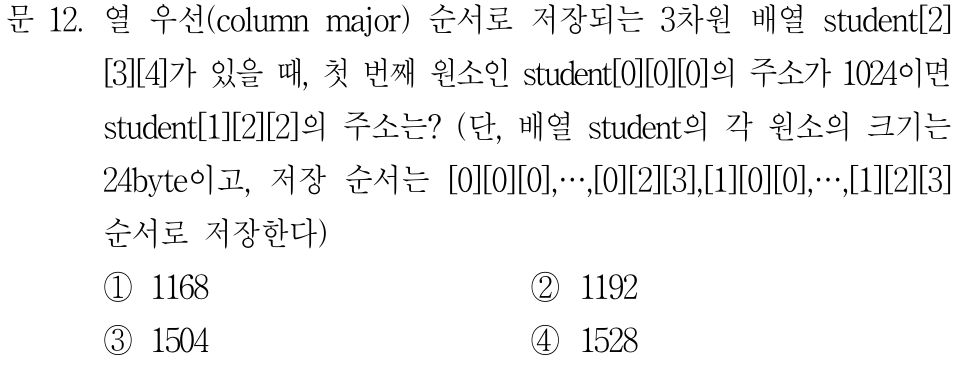 문 12. 열 우선(column major) 순서로 저장되는 3차원 배열 student[2]
[3][4]가 있을 때, 첫 번째 원소인 student[0][0][0]의 주소가 1024이면
student[1][2][2]의 주소는? (단, 배열 student의 각 원소의 크기는
24byte이고, 저장 순서는 [0][0][0],⋯,[0][2][3],[1][0][0],⋯,[1][2][3]
순서로 저장한다)
① 1168 ② 1192
③ 1504 ④ 1528